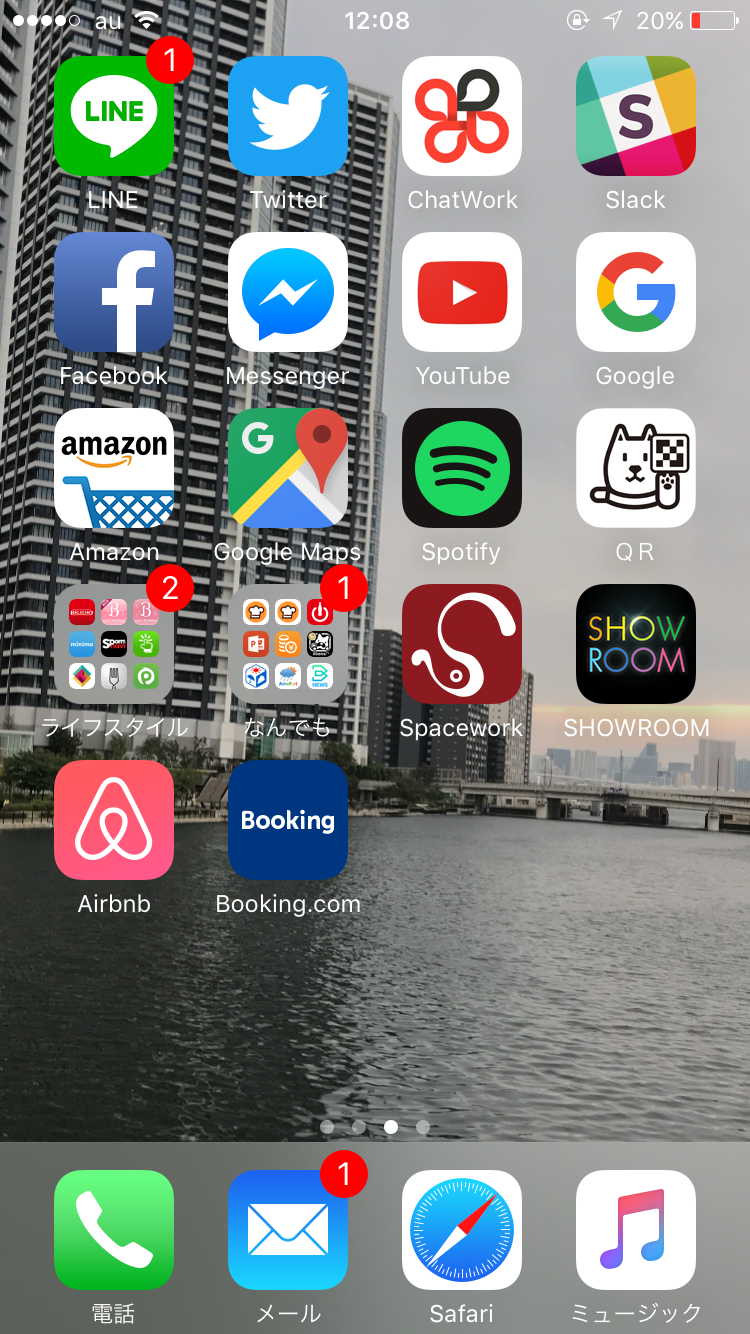 au 12:08 20%
LINE 1
LINE Twitter ChatWork Slack
S
Facebook Messenger YouTube Google
amazon G
Amazon Google Maps Spotify QR
2 1
SHOW
ROOM
ライフスタイル なんでも Spacework SHOWROOM
Booking
Airbnb Booking.com
1
電話 メール Safari ミュージック